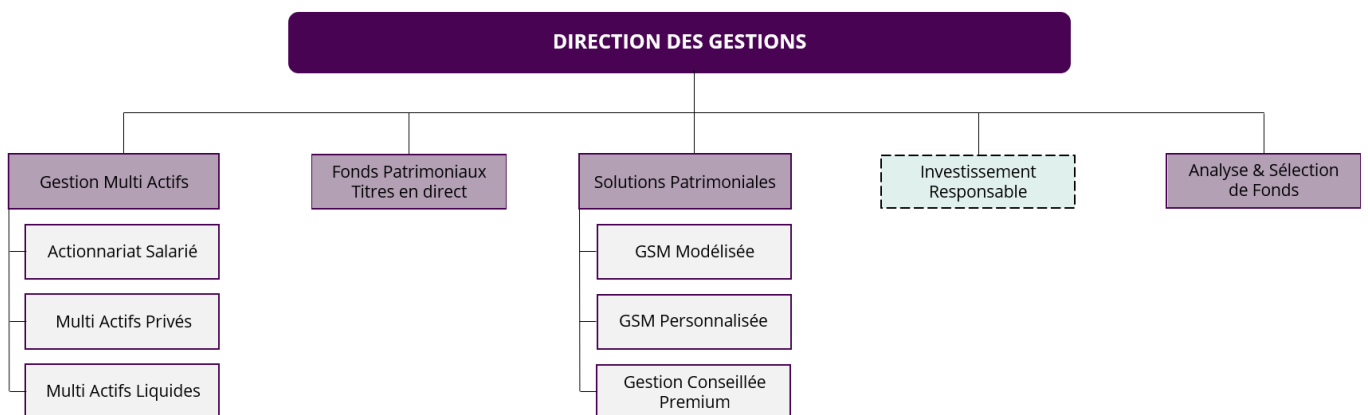 DIRECTION DES GESTIONS
Gestion Multi Actifs
Fonds Patrimoniaux
Titres en direct
Solutions Patrimoniales
Investissement
Responsable
Analyse & Sélection
de Fonds
Actionnariat Salarié
Multi Actifs Privés
Multi Actifs Liquides
GSM Modélisée
GSM Personnalisée
Gestion Conseillée
Premium